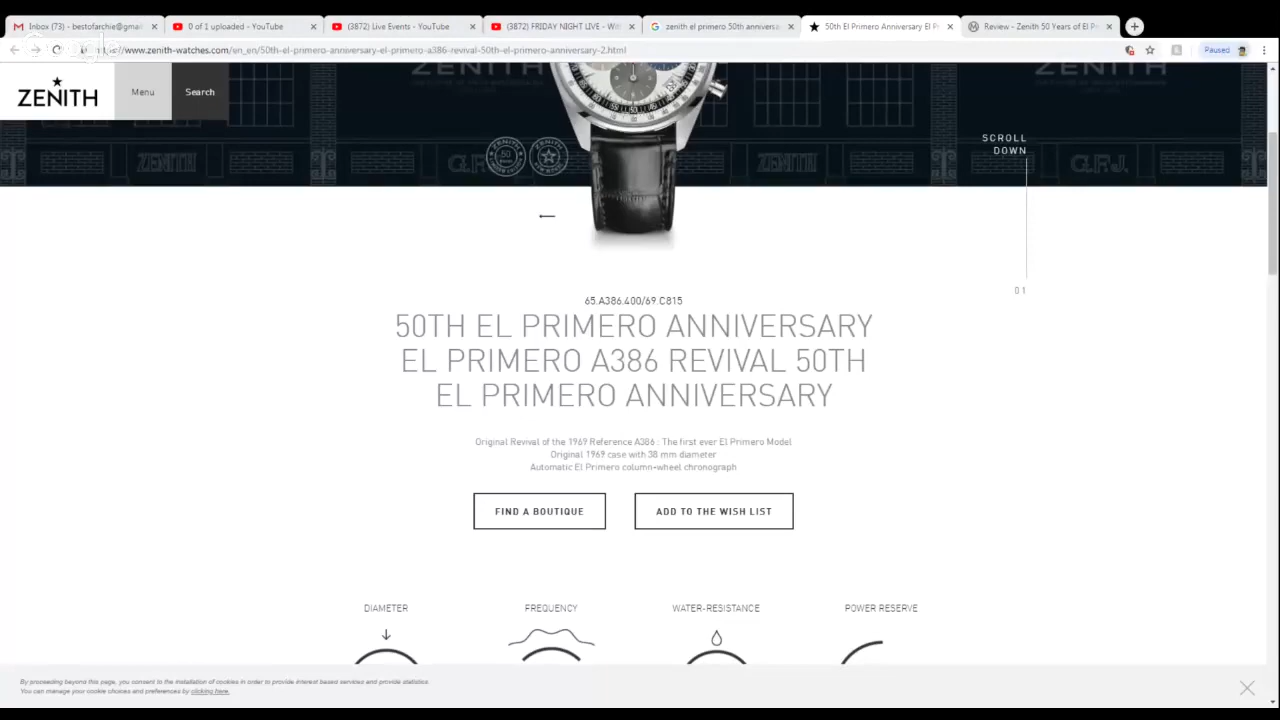 Inbox (73) - bestofarchie@gmai
0 of 1 uploaded - YouTube
(3872) Live Events - YouTube
(3872) FRIDAY NIGHT LIVE - Wit
zenith el primero 50th anniversa
50th El Primero Anniversary El P
Review - Zenith 50 Years of El Pr
www.zenith-watches.com/en_en/50th-el-primero-anniversary-el-primero-a386-revival-50th-el-primero-anniversary-2.html
Paused
ZENITH
Menu
Search
ZENITH
ZENITH
ZENITH
G.F.J.
ZENITH
50
ZENITH
ZENITH
G.F.J.
SCROLL
DOWN
01
65.A386.400/69.C815
50TH EL PRIMERO ANNIVERSARY
EL PRIMERO A386 REVIVAL 50TH
EL PRIMERO ANNIVERSARY
Original Revival of the 1969 Reference A386 : The first ever El Primero Model
Original 1969 case with 38 mm diameter
Automatic El Primero column-wheel chronograph
FIND A BOUTIQUE
ADD TO THE WISH LIST
DIAMETER
FREQUENCY
WATER-RESISTANCE
POWER RESERVE
By proceeding beyond this page, you consent to the installation of cookies in order to provide interest based services and provide statistics.
You can manage your cookie choices and preferences by clicking here.